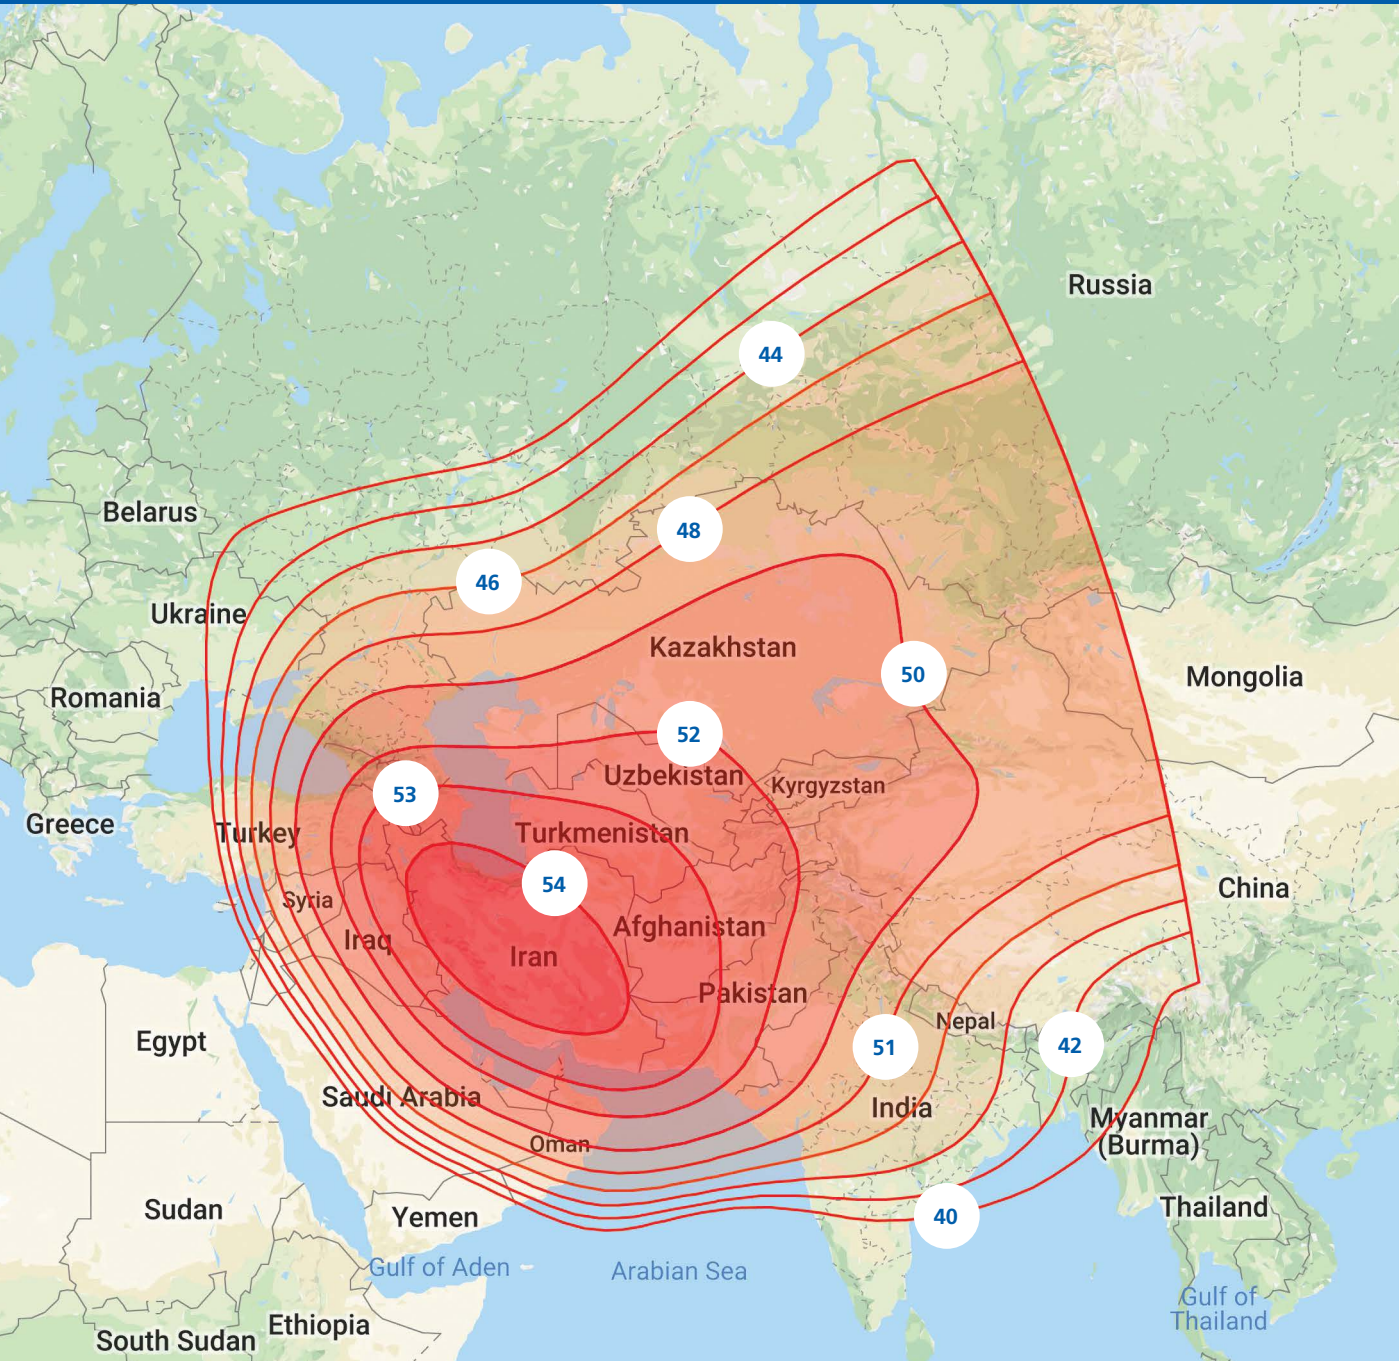 Russia
44
Belarus
48
46
Ukraine
Kazakhstan
50
Mongolia
Romania
52
Uzbekistan
Kyrgyzstan
53
Greece
Turkey
Turkmenistan
54
China
Syria
Iraq
Afghanistan
Iran
Pakistan
Nepal
Egypt
51
42
Saudi Arabia
India
Myanmar
(Burma)
Oman
Sudan
Yemen
40
Thailand
Gulf of Aden
Arabian Sea
Gulf of
Thailand
Ethiopia
South Sudan